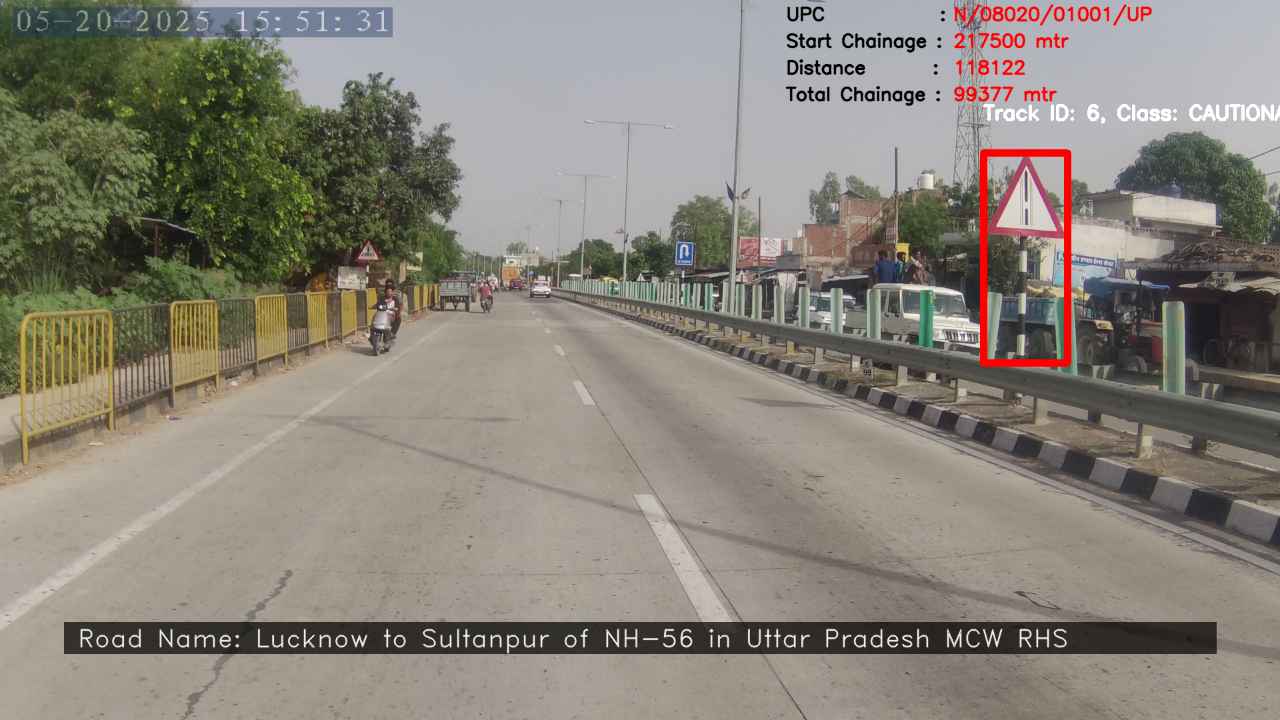 05-20-2025 15:51:31
UPC : N/08020/01001/UP
Start Chainage : 217500 mtr
Distance : 118122
Total Chainage : 99377 mtr
Track ID: 6, Class: CAUTIONA
Road Name: Lucknow to Sultanpur of NH-56 in Uttar Pradesh MCW RHS